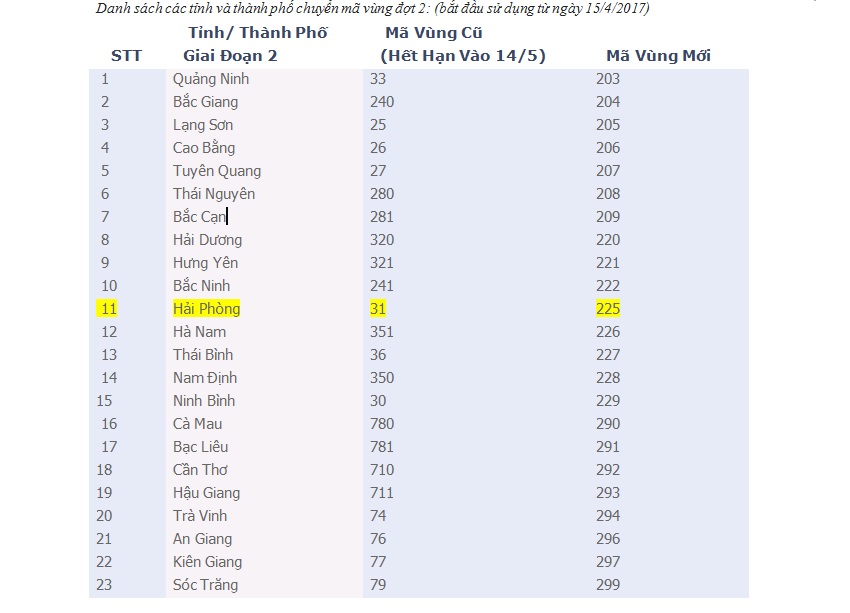 Danh sách các tỉnh và thành phố chuyển mã vùng đợt 2: (bắt đầu sử dụng từ ngày 15/4/2017)
Tỉnh/ Thành Phố Mã Vùng Cũ
STT Giai Đoạn 2 (Hết Hạn Vào 14/5) Mã Vùng Mới
1 Quảng Ninh 33 203
2 Bắc Giang 240 204
3 Lạng Sơn 25 205
4 Cao Bằng 26 206
5 Tuyên Quang 27 207
6 Thái Nguyên 280 208
7 Bắc Cạn 281 209
8 Hải Dương 320 220
9 Hưng Yên 321 221
10 Bắc Ninh 241 222
11 Hải Phòng 31 225
12 Hà Nam 351 226
13 Thái Bình 36 227
14 Nam Định 350 228
15 Ninh Bình 30 229
16 Cà Mau 780 290
17 Bạc Liêu 781 291
18 Cần Thơ 710 292
19 Hậu Giang 711 293
20 Trà Vinh 74 294
21 An Giang 76 296
22 Kiên Giang 77 297
23 Sóc Trăng 79 299